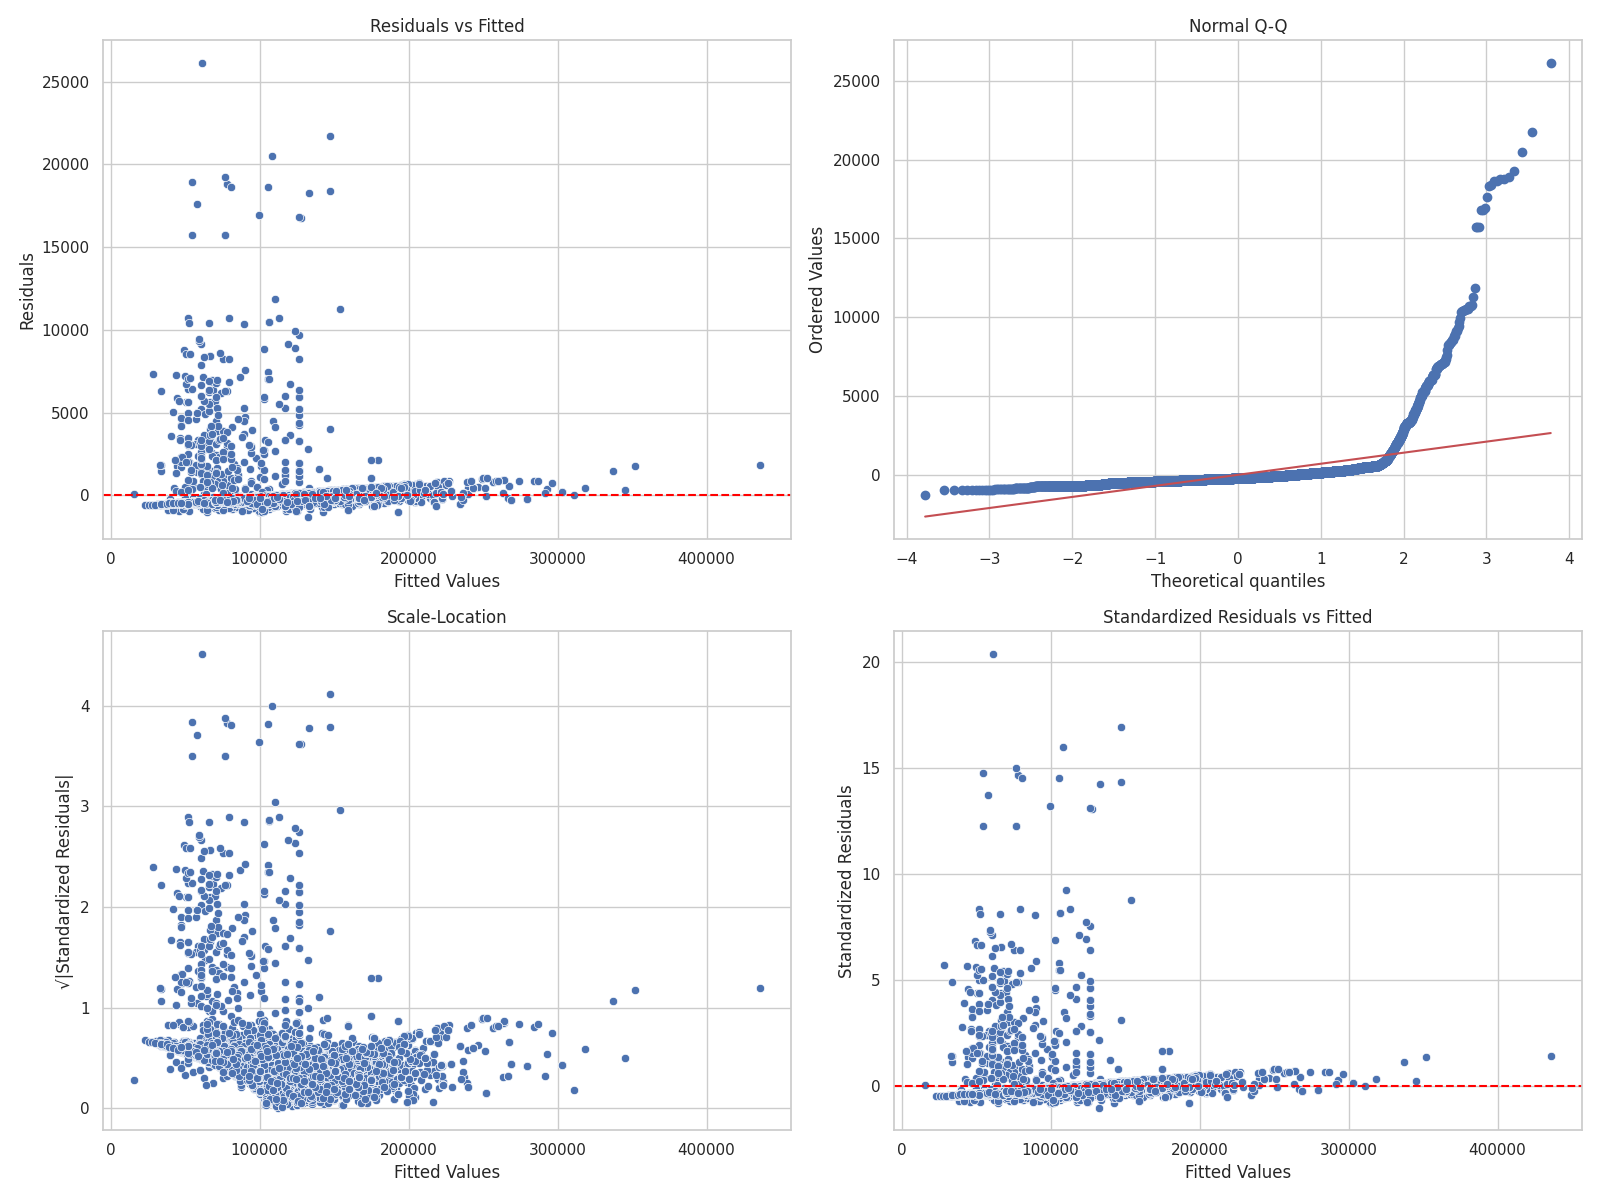 Residuals vs Fitted
25000
20000
15000
10000
5000
0
Residuals
0 100000 200000 300000 400000
Fitted Values
Normal Q-Q
25000
20000
15000
10000
5000
0
Ordered Values
−4 −3 −2 −1 0 1 2 3 4
Theoretical quantiles
Scale-Location
4
3
2
1
0
√|Standardized Residuals|
0 100000 200000 300000 400000
Fitted Values
Standardized Residuals vs Fitted
20
15
10
5
0
Standardized Residuals
0 100000 200000 300000 400000
Fitted Values